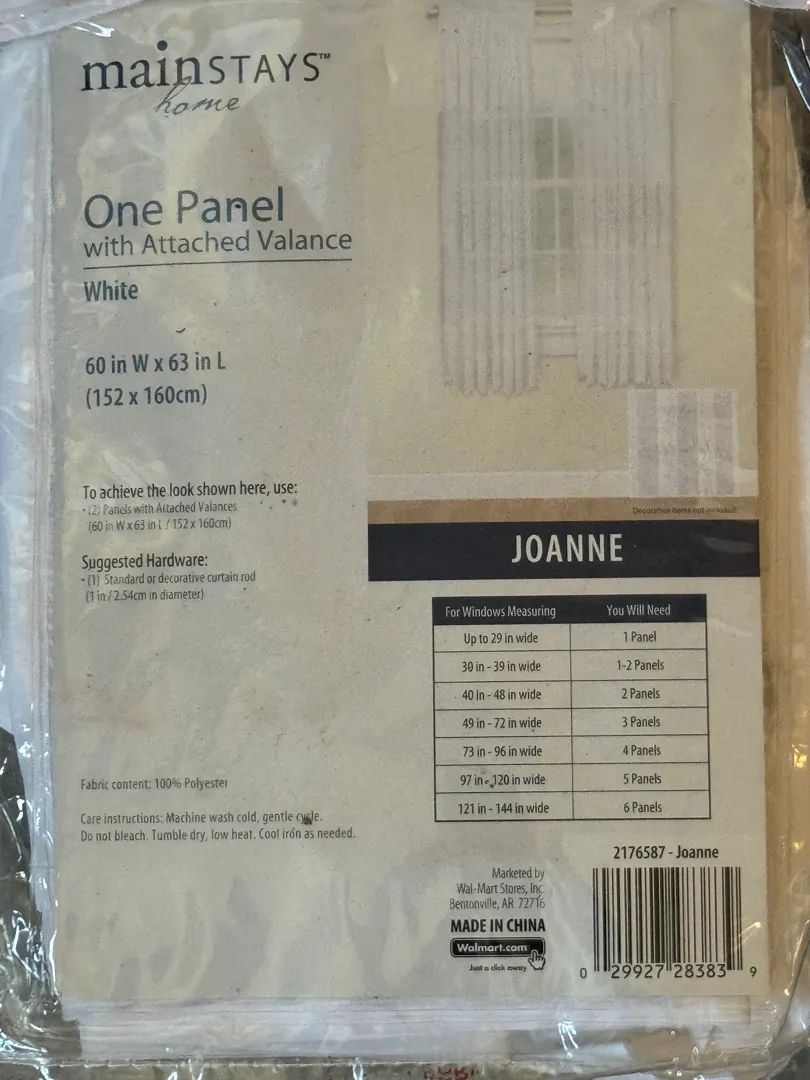 mainSTAYS™
home
One Panel
with Attached Valance
White
60 in W x 63 in L
(152 x 160cm)
To achieve the look shown here, use:
• (2) Panels with Attached Valances
(60 in W x 63 in L / 152 x 160cm)
Suggested Hardware:
• (1) Standard or decorative curtain rod
(1 in / 2.54cm in diameter)
Fabric content: 100% Polyester
Care instructions: Machine wash cold, gentle cycle.
Do not bleach. Tumble dry, low heat. Cool iron as needed.
Decorative items not included.
JOANNE
For Windows Measuring You Will Need
Up to 29 in wide 1 Panel
30 in - 39 in wide 1-2 Panels
40 in - 48 in wide 2 Panels
49 in - 72 in wide 3 Panels
73 in - 96 in wide 4 Panels
97 in - 120 in wide 5 Panels
121 in - 144 in wide 6 Panels
2176587 - Joanne
Marketed by
Wal-Mart Stores, Inc.
Bentonville, AR 72716
MADE IN CHINA
Walmart.com
Just a click away
0 29927 28383 9